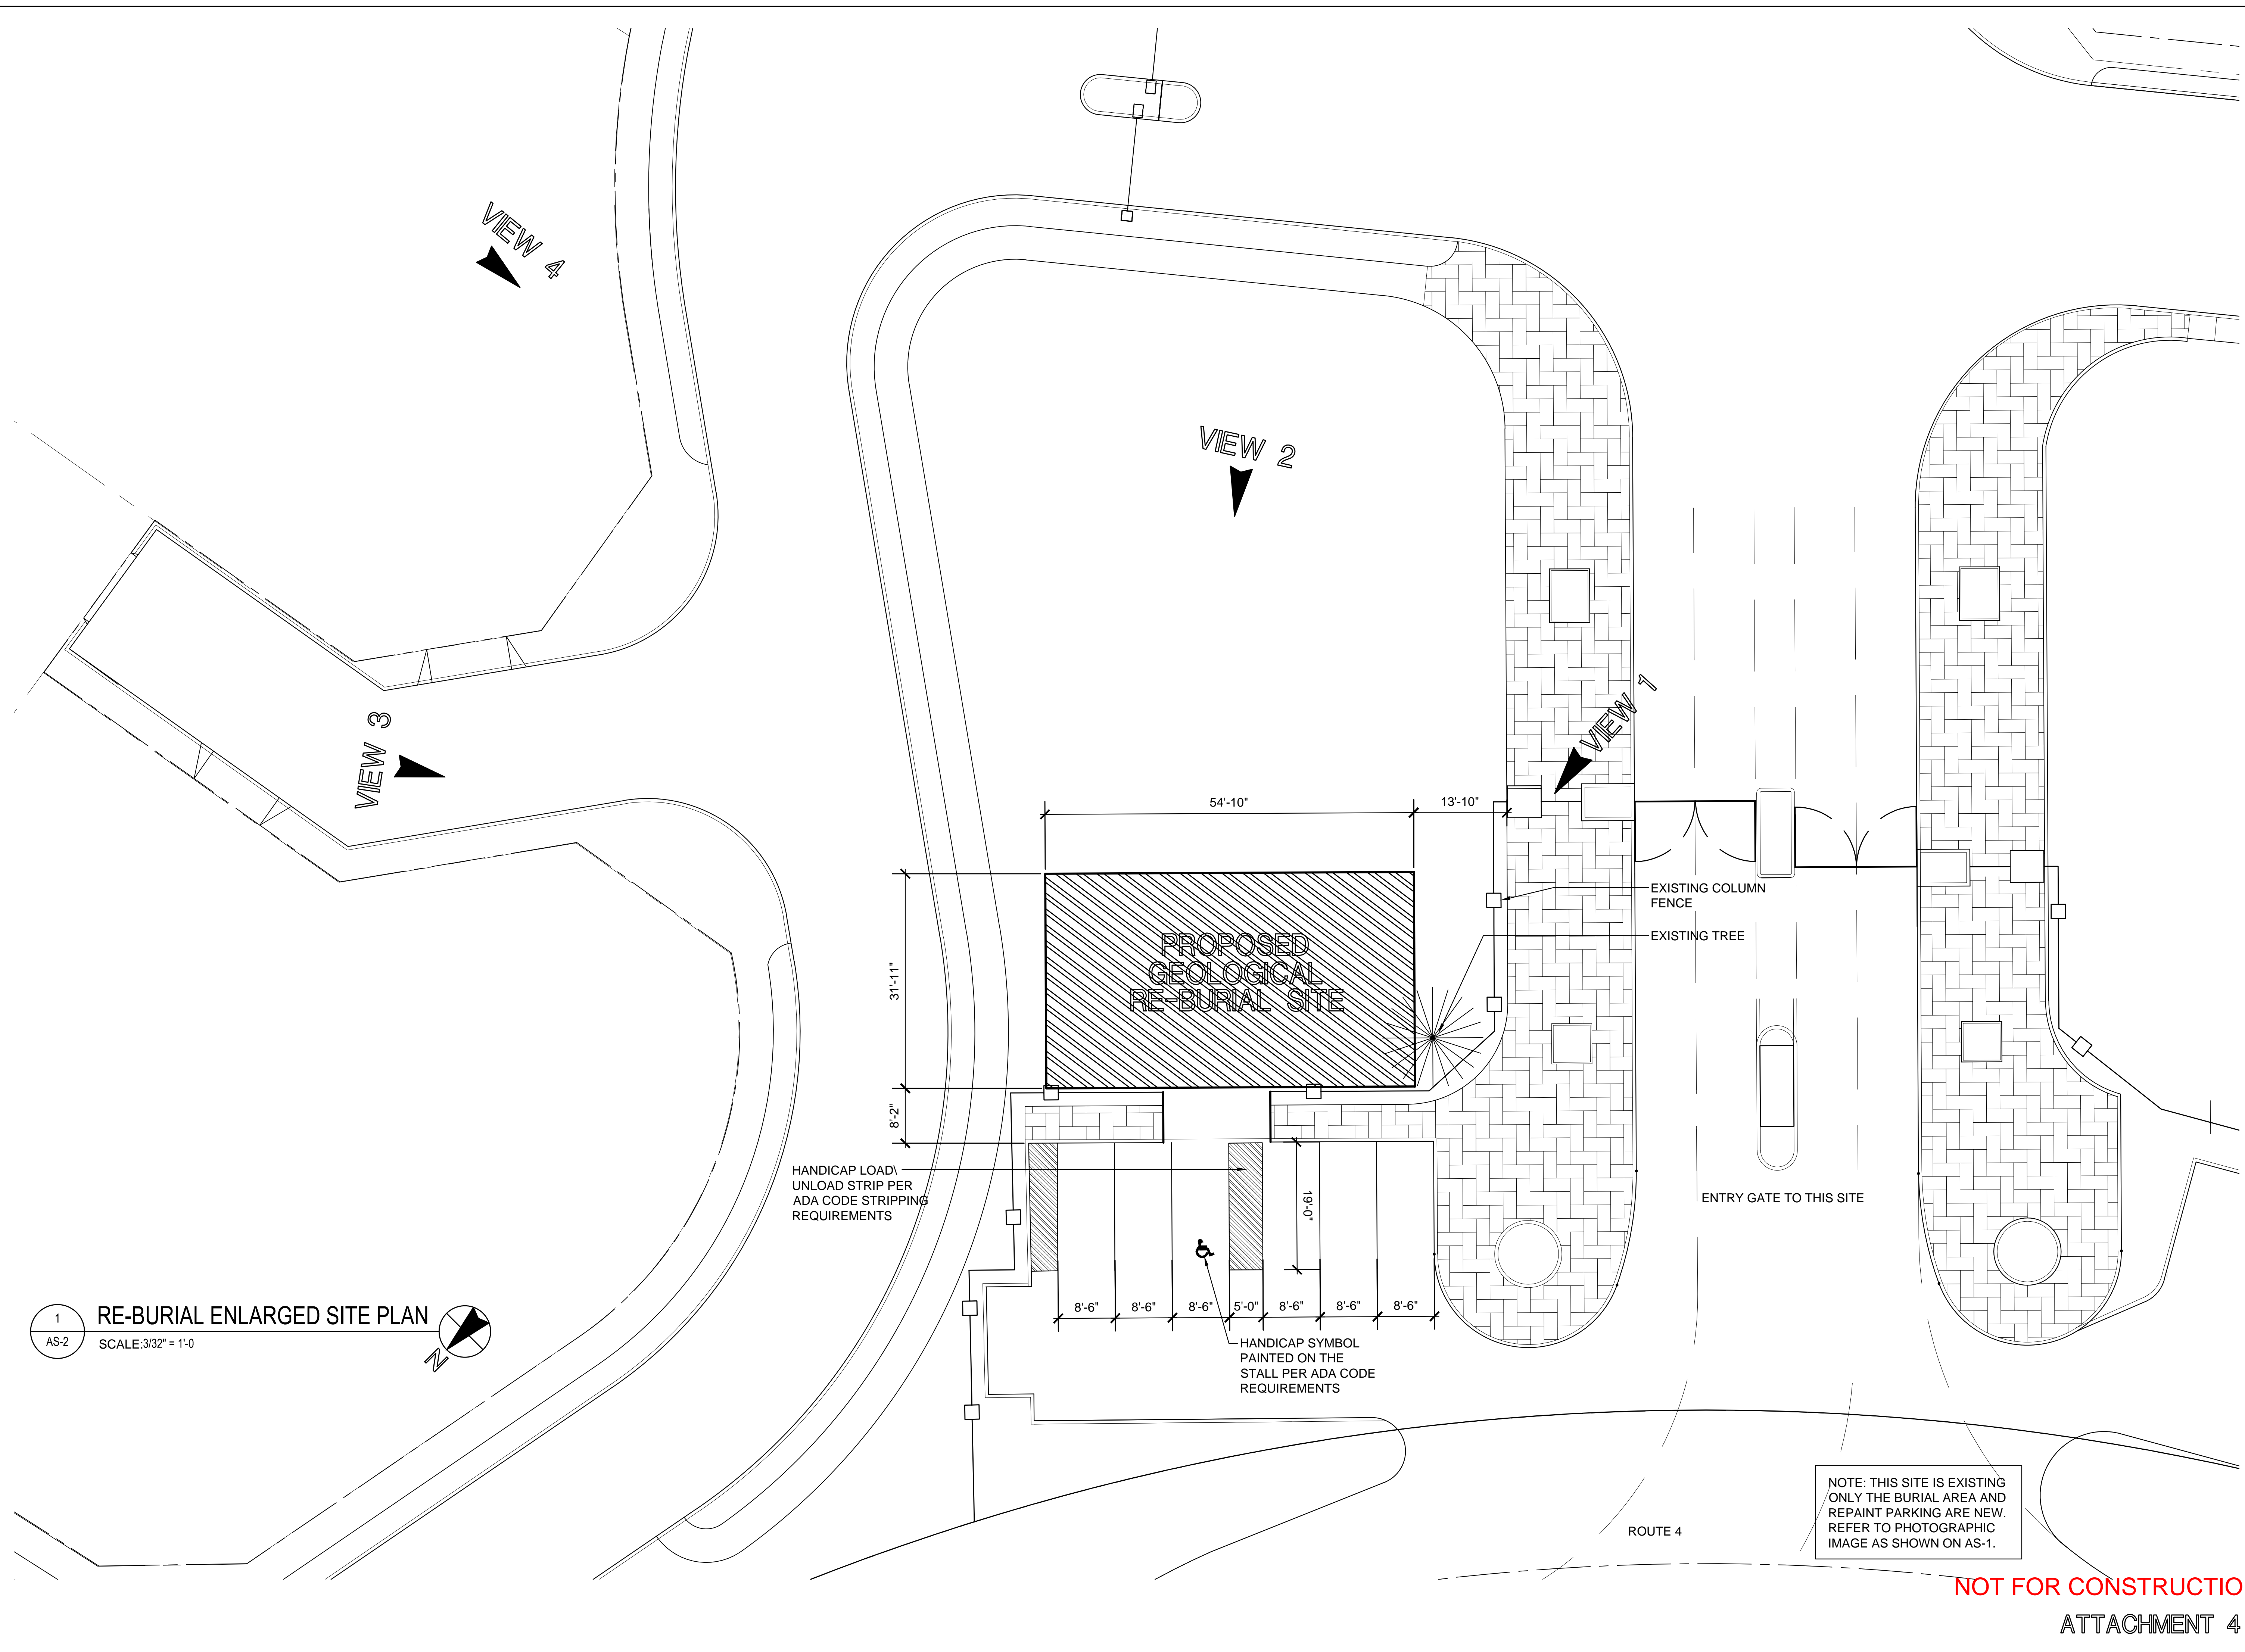 VIEW 4
VIEW 2
VIEW 1
VIEW 3
54'-10"
13'-10"
EXISTING COLUMN
FENCE
EXISTING TREE
31'-11"
PROPOSED
GEOLOGICAL
RE-BURIAL SITE
8'-2"
HANDICAP LOAD\
UNLOAD STRIP PER
ADA CODE STRIPPING
REQUIREMENTS
19'-0"
ENTRY GATE TO THIS SITE
8'-6"
8'-6"
8'-6"
5'-0"
8'-6"
8'-6"
8'-6"
HANDICAP SYMBOL
PAINTED ON THE
STALL PER ADA CODE
REQUIREMENTS
1
AS-2
RE-BURIAL ENLARGED SITE PLAN
SCALE:3/32" = 1'-0
N
ROUTE 4
NOTE: THIS SITE IS EXISTING
ONLY THE BURIAL AREA AND
REPAINT PARKING ARE NEW.
REFER TO PHOTOGRAPHIC
IMAGE AS SHOWN ON AS-1.
NOT FOR CONSTRUCTIO
ATTACHMENT 4